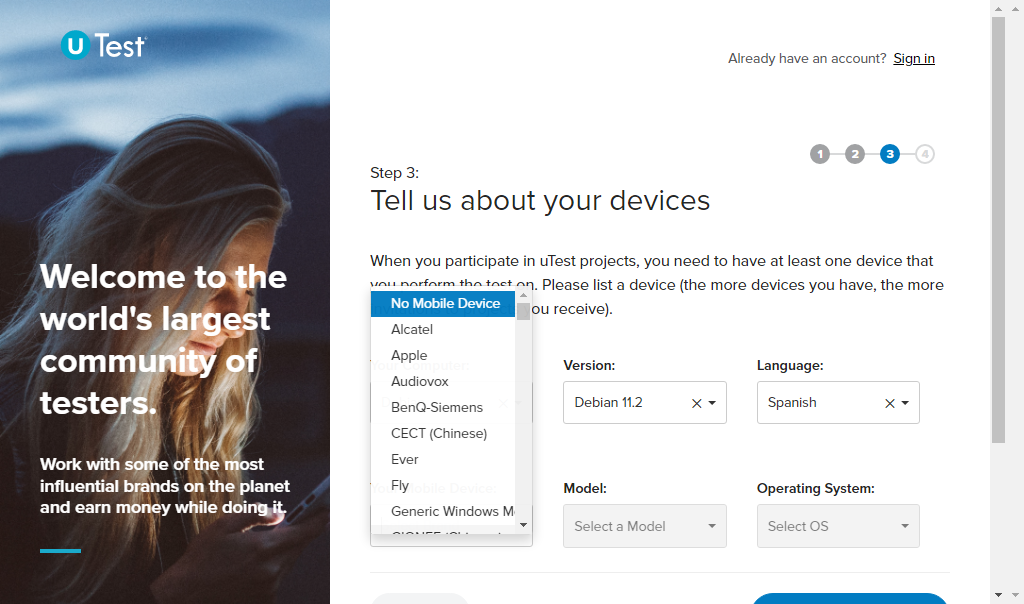 U Test
Already have an account? Sign in
1 2 3 4
Step 3:
Tell us about your devices
When you participate in uTest projects, you need to have at least one device that
you perform the test on. Please list a device (the more devices you have, the more
ou receive).
Welcome to the
world's largest
community of
testers.
Work with some of the most
influential brands on the planet
and earn money while doing it.
No Mobile Device
Alcatel
Apple
Audiovox
BenQ-Siemens
CECT (Chinese)
Ever
Fly
Generic Windows M
Your Computer:
Version:
Language:
Debian 11.2
Spanish
Your Mobile Device:
Model:
Operating System:
Select a Model
Select OS